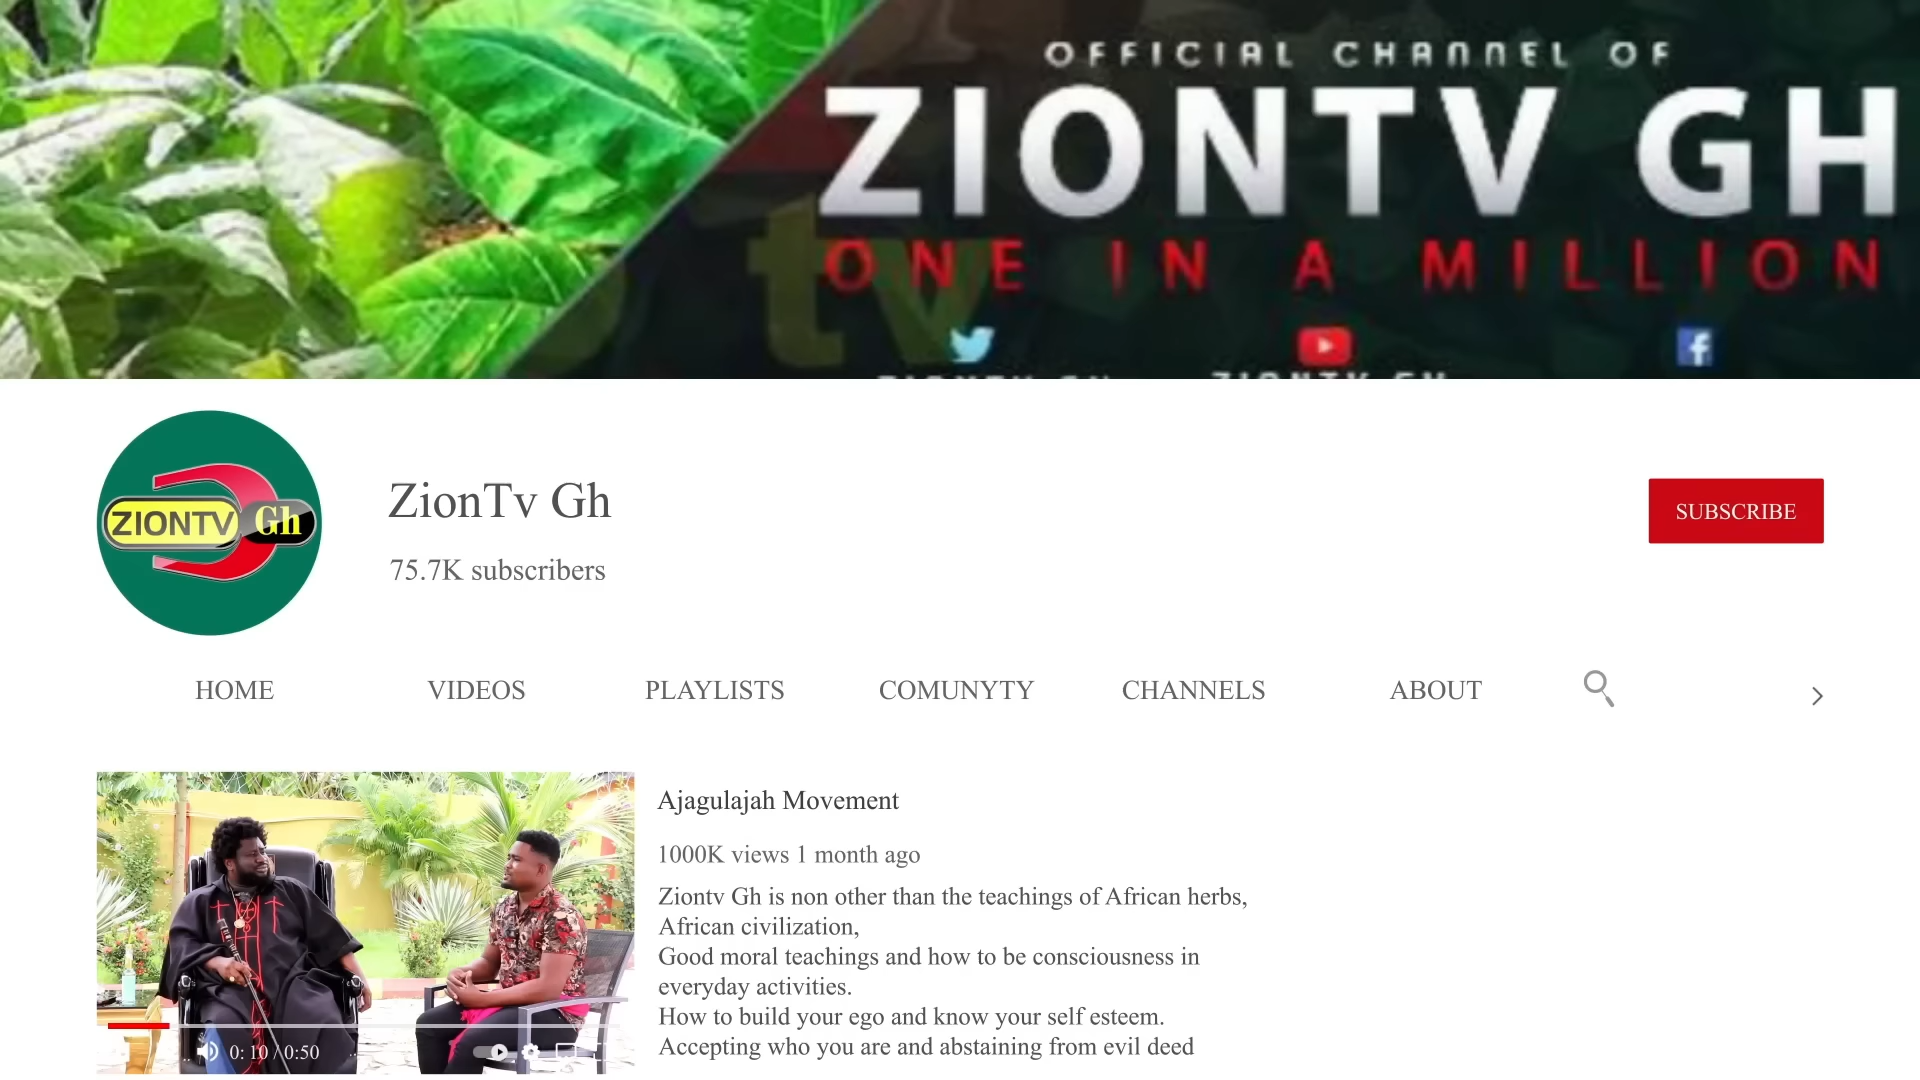 OFFICIAL CHANNEL OF
ZIONTV GH
ONE IN A MILLION
tv
ZIONTV Gh
ZionTv Gh
75.7K subscribers
SUBSCRIBE
HOME VIDEOS PLAYLISTS COMUNYTY CHANNELS ABOUT
Ajagulajah Movement
1000K views 1 month ago
Ziontv Gh is non other than the teachings of African herbs,
African civilization,
Good moral teachings and how to be consciousness in
everyday activities.
How to build your ego and know your self esteem.
Accepting who you are and abstaining from evil deed
0: 10 / 0:50